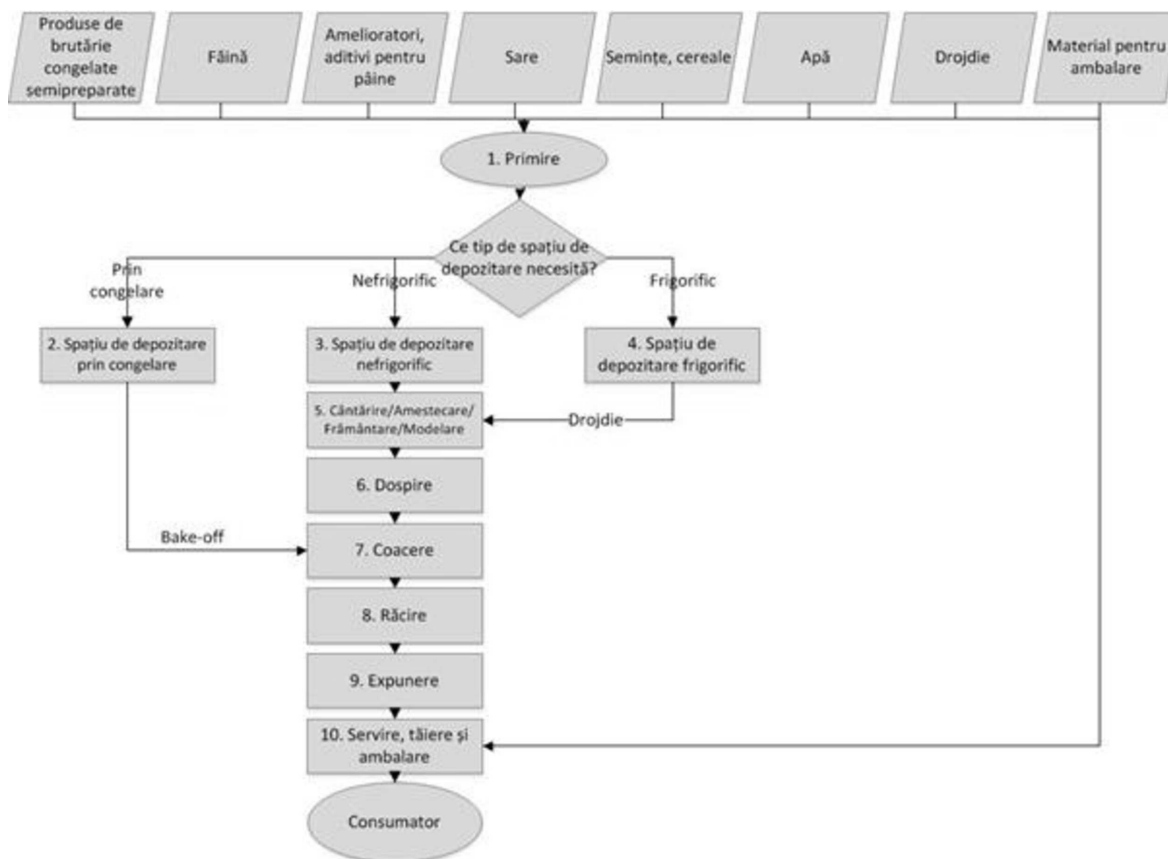 Produse de
brutărie
congelate
semipreparate
Făină
Amelioratori,
aditivi pentru
pâine
Sare
Semințe, cereale
Apă
Drojdie
Material pentru
ambalare
1. Primire
Ce tip de spațiu de
depozitare necesită?
Prin
congelare
Nefrigorific
Frigorific
2. Spațiu de depozitare
prin congelare
3. Spațiu de depozitare
nefrigorific
4. Spațiu de
depozitare frigorific
5. Cântărire/Amestecare/
Frământare/Modelare
Drojdie
6. Dospire
Bake-off
7. Coacere
8. Răcire
9. Expunere
10. Servire, tăiere și
ambalare
Consumator